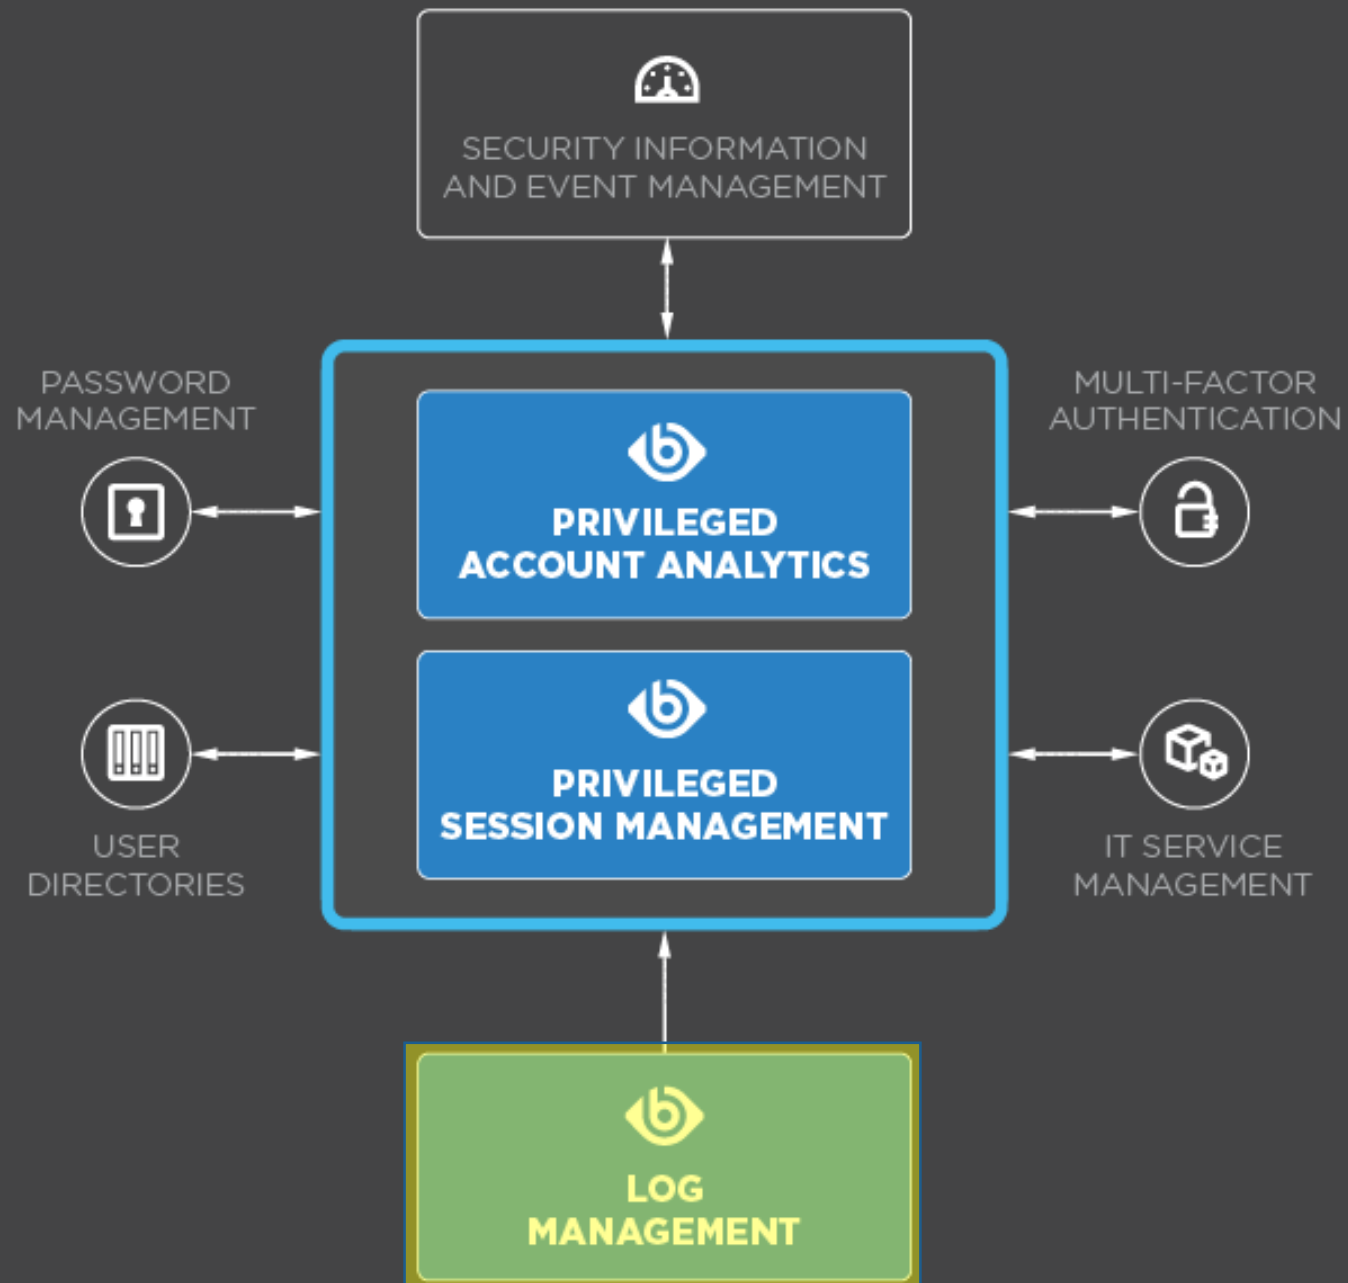 SECURITY INFORMATION
AND EVENT MANAGEMENT
PASSWORD
MANAGEMENT
MULTI-FACTOR
AUTHENTICATION
PRIVILEGED
ACCOUNT ANALYTICS
PRIVILEGED
SESSION MANAGEMENT
USER
DIRECTORIES
IT SERVICE
MANAGEMENT
LOG
MANAGEMENT